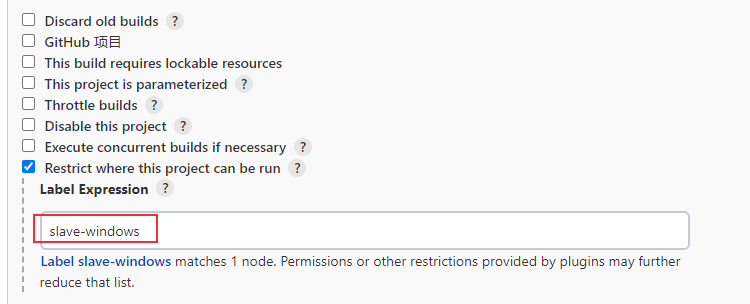 Discard old builds ?
GitHub 项目
This build requires lockable resources
This project is parameterized ?
Throttle builds ?
Disable this project ?
Execute concurrent builds if necessary ?
Restrict where this project can be run ?
Label Expression ?
slave-windows
Label slave-windows matches 1 node. Permissions or other restrictions provided by plugins may further
reduce that list.